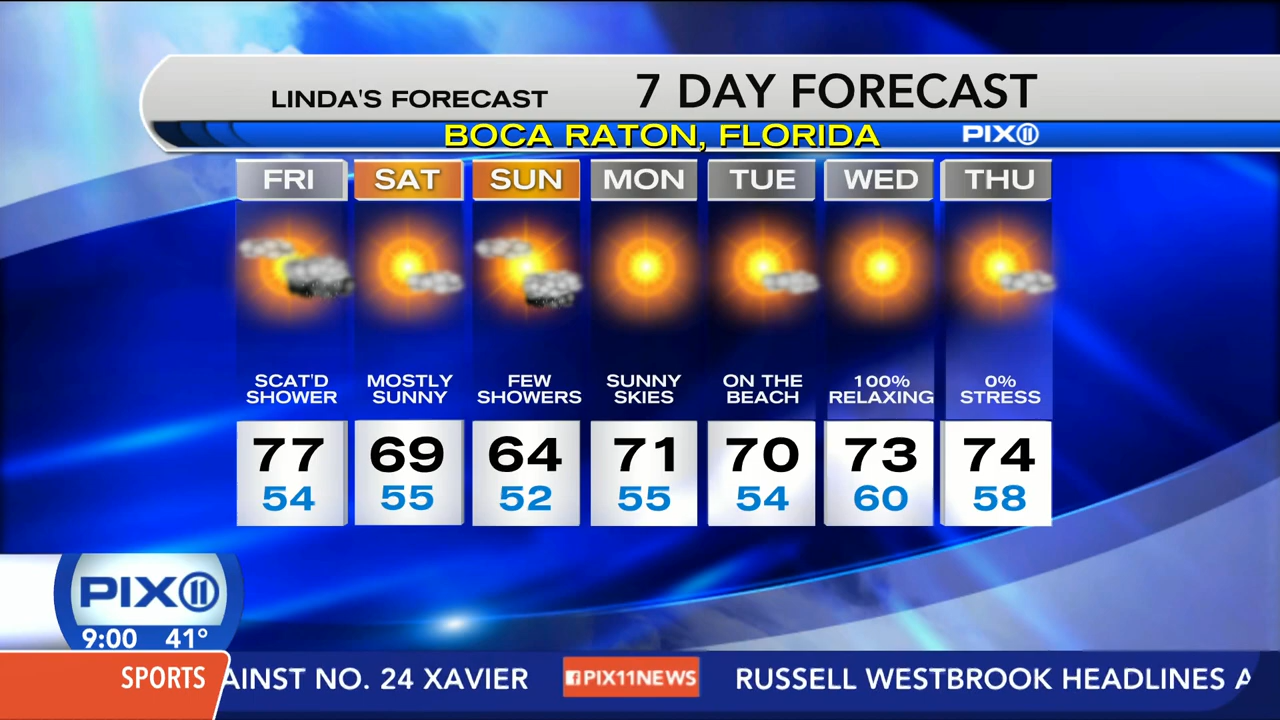 LINDA'S FORECAST 7 DAY FORECAST
BOCA RATON, FLORIDA PIX11
FRI SAT SUN MON TUE WED THU
SCAT'D MOSTLY FEW SUNNY ON THE 100% 0%
SHOWER SUNNY SHOWERS SKIES BEACH RELAXING STRESS
77 69 64 71 70 73 74
54 55 52 55 54 60 58
PIX11
9:00 41°
SPORTS AINST NO. 24 XAVIER PIX11NEWS RUSSELL WESTBROOK HEADLINES A